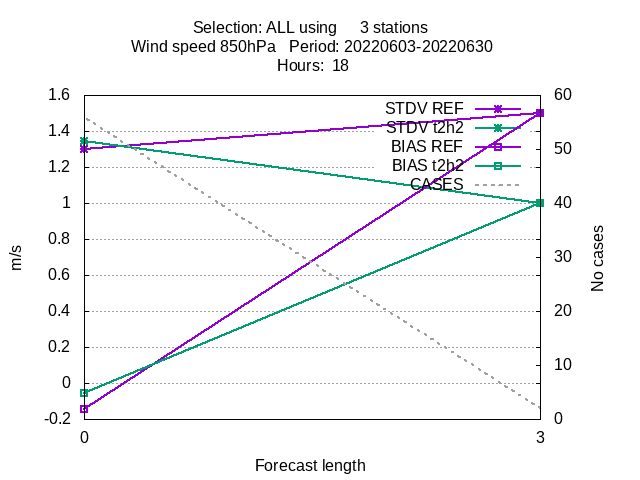 Selection: ALL using 3 stations
Wind speed 850hPa Period: 20220603-20220630
Hours: 18
1.6
1.4
1.2
1
0.8
0.6
0.4
0.2
0
-0.2
60
50
40
30
20
10
0
STDV REF
STDV t2h2
BIAS REF
BIAS t2h2
CASES
m/s
No cases
0
3
Forecast length